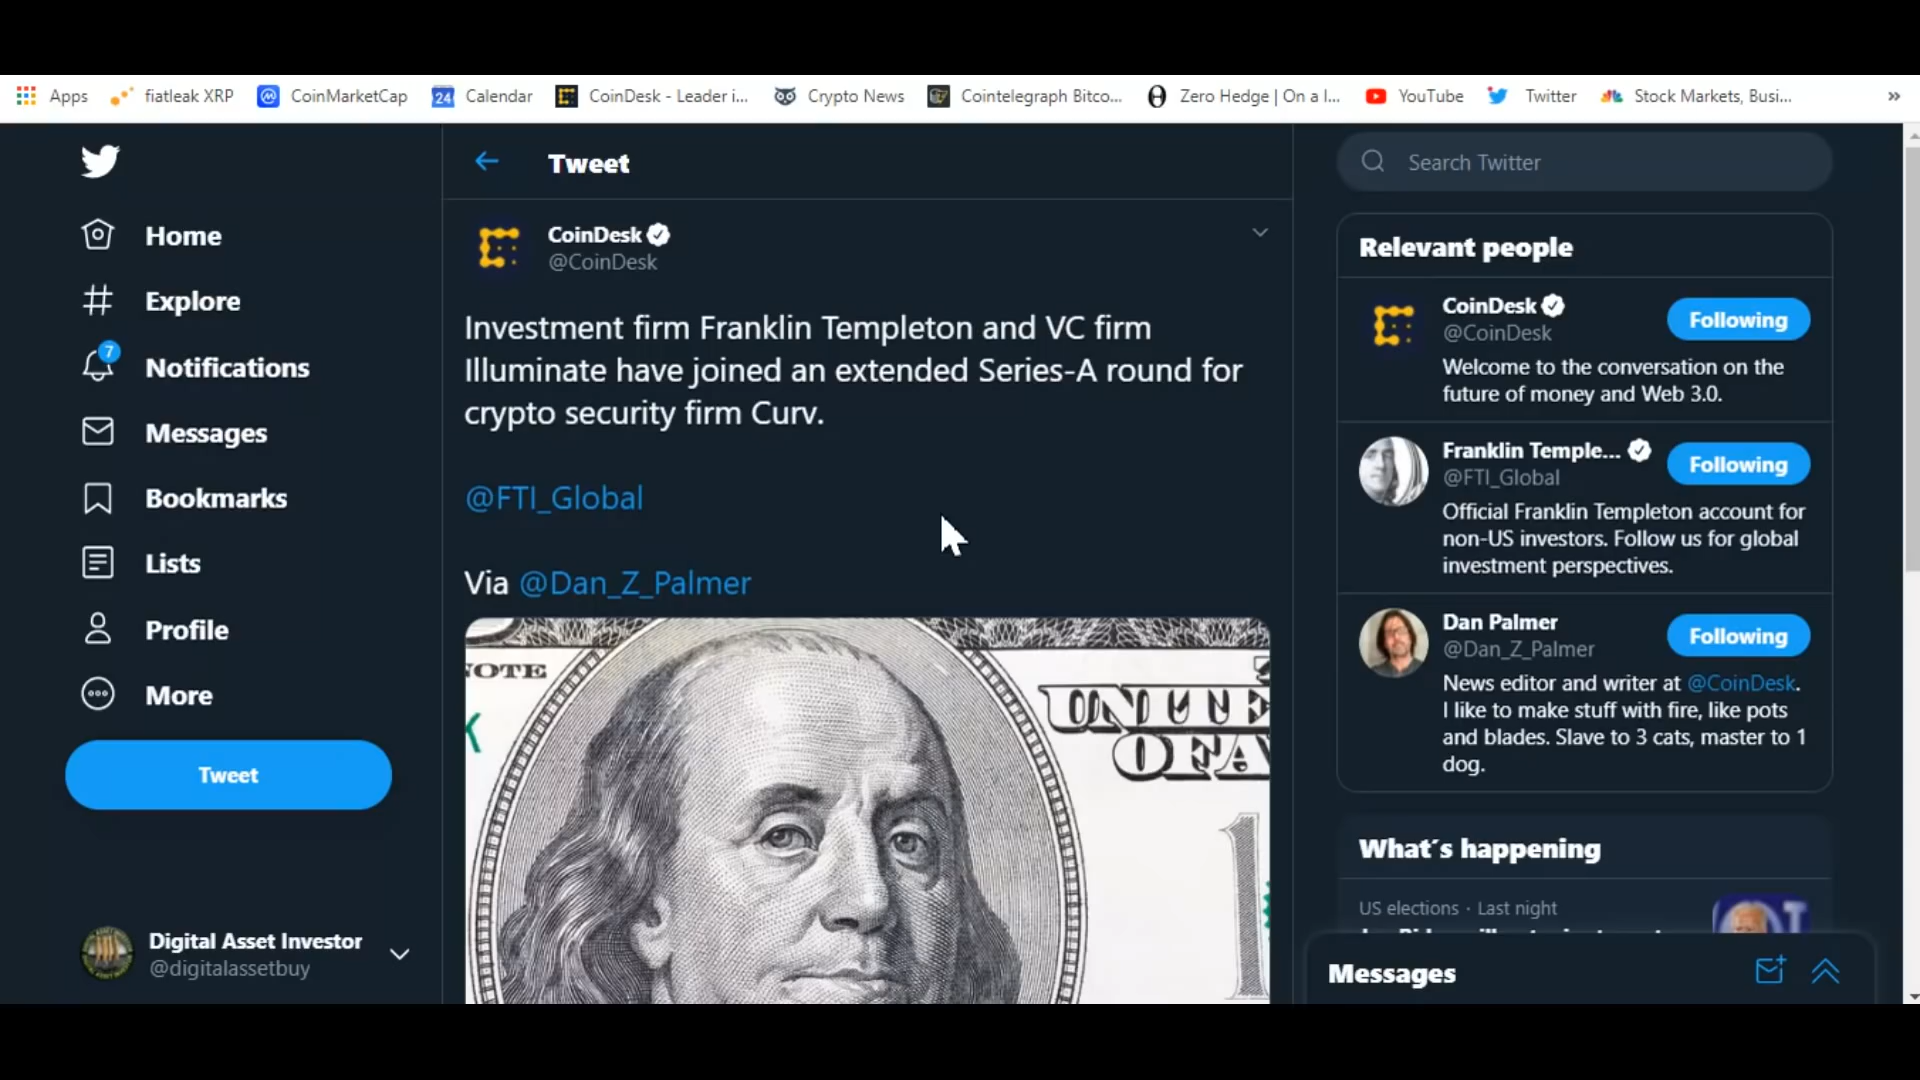 Apps
fiatleak XRP
CoinMarketCap
24
Calendar
CoinDesk - Leader i...
Crypto News
Cointelegraph Bitco...
Zero Hedge | On a l...
YouTube
Twitter
Stock Markets, Busi...
»
Home
Explore
7
Notifications
Messages
Bookmarks
Lists
Profile
More
Tweet
Digital Asset Investor
@digitalassetbuy
Tweet
CoinDesk
@CoinDesk
Investment firm Franklin Templeton and VC firm
Illuminate have joined an extended Series-A round for
crypto security firm Curv.
@FTI_Global
Via @Dan_Z_Palmer
NOTE
UNITE
OF A
Search Twitter
Relevant people
CoinDesk
@CoinDesk
Following
Welcome to the conversation on the
future of money and Web 3.0.
Franklin Temple...
@FTI_Global
Following
Official Franklin Templeton account for
non-US investors. Follow us for global
investment perspectives.
Dan Palmer
@Dan_Z_Palmer
Following
News editor and writer at @CoinDesk.
I like to make stuff with fire, like pots
and blades. Slave to 3 cats, master to 1
dog.
What's happening
US elections · Last night
Messages